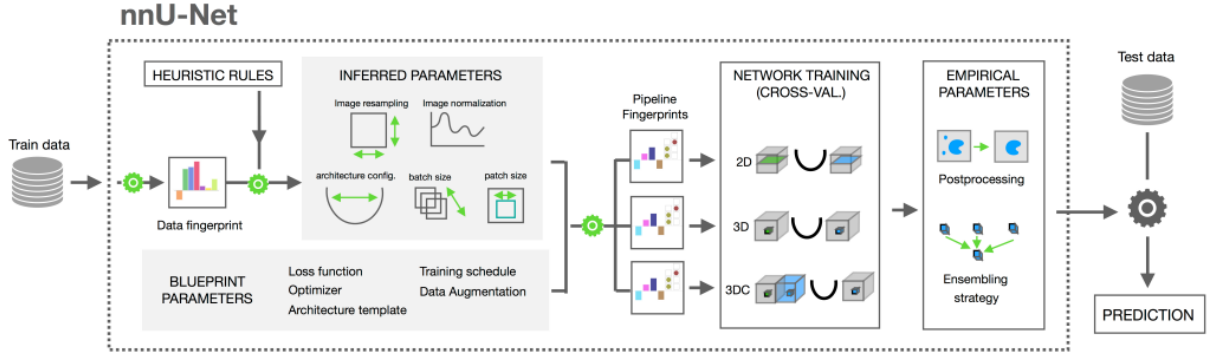 nnU-Net
Train data
HEURISTIC RULES
Data fingerprint
INFERRED PARAMETERS
Image resampling
Image normalization
architecture config.
batch size
patch size
BLUEPRINT
PARAMETERS
Loss function
Optimizer
Architecture template
Training schedule
Data Augmentation
Pipeline
Fingerprints
NETWORK TRAINING
(CROSS-VAL.)
2D
3D
3DC
EMPIRICAL
PARAMETERS
Postprocessing
Ensembling
strategy
Test data
PREDICTION